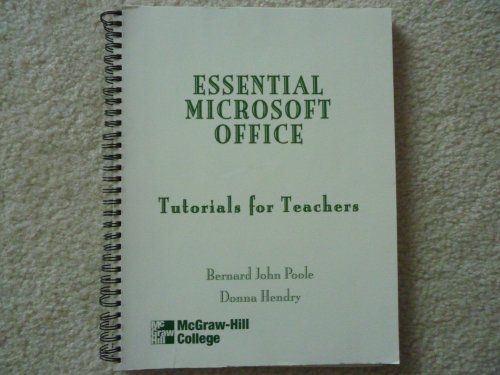 ESSENTIAL
MICROSOFT
OFFICE
Tutorials for Teachers
Bernard John Poole
Donna Hendry
Mc
Graw
Hill
McGraw-Hill
College